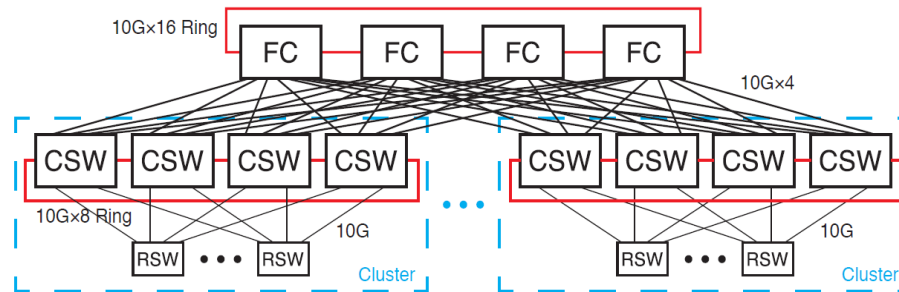 10G×16 Ring
FC FC FC FC
10G×4
CSW CSW CSW CSW CSW CSW CSW CSW
10G×8 Ring
10G 10G
RSW RSW RSW RSW
Cluster Cluster